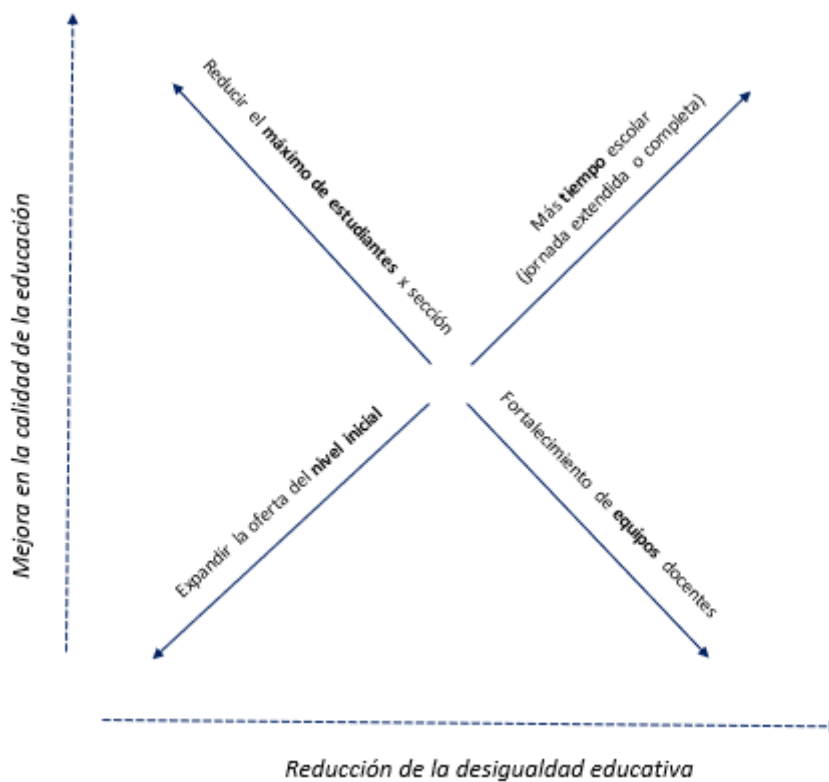 Mejora en la calidad de la educación
Reducir el máximo de estudiantes x sección
Más tiempo escolar
(jornada extendida o completa)
Expandir la oferta del nivel inicial
Fortalecimiento de equipos docentes
Reducción de la desigualdad educativa